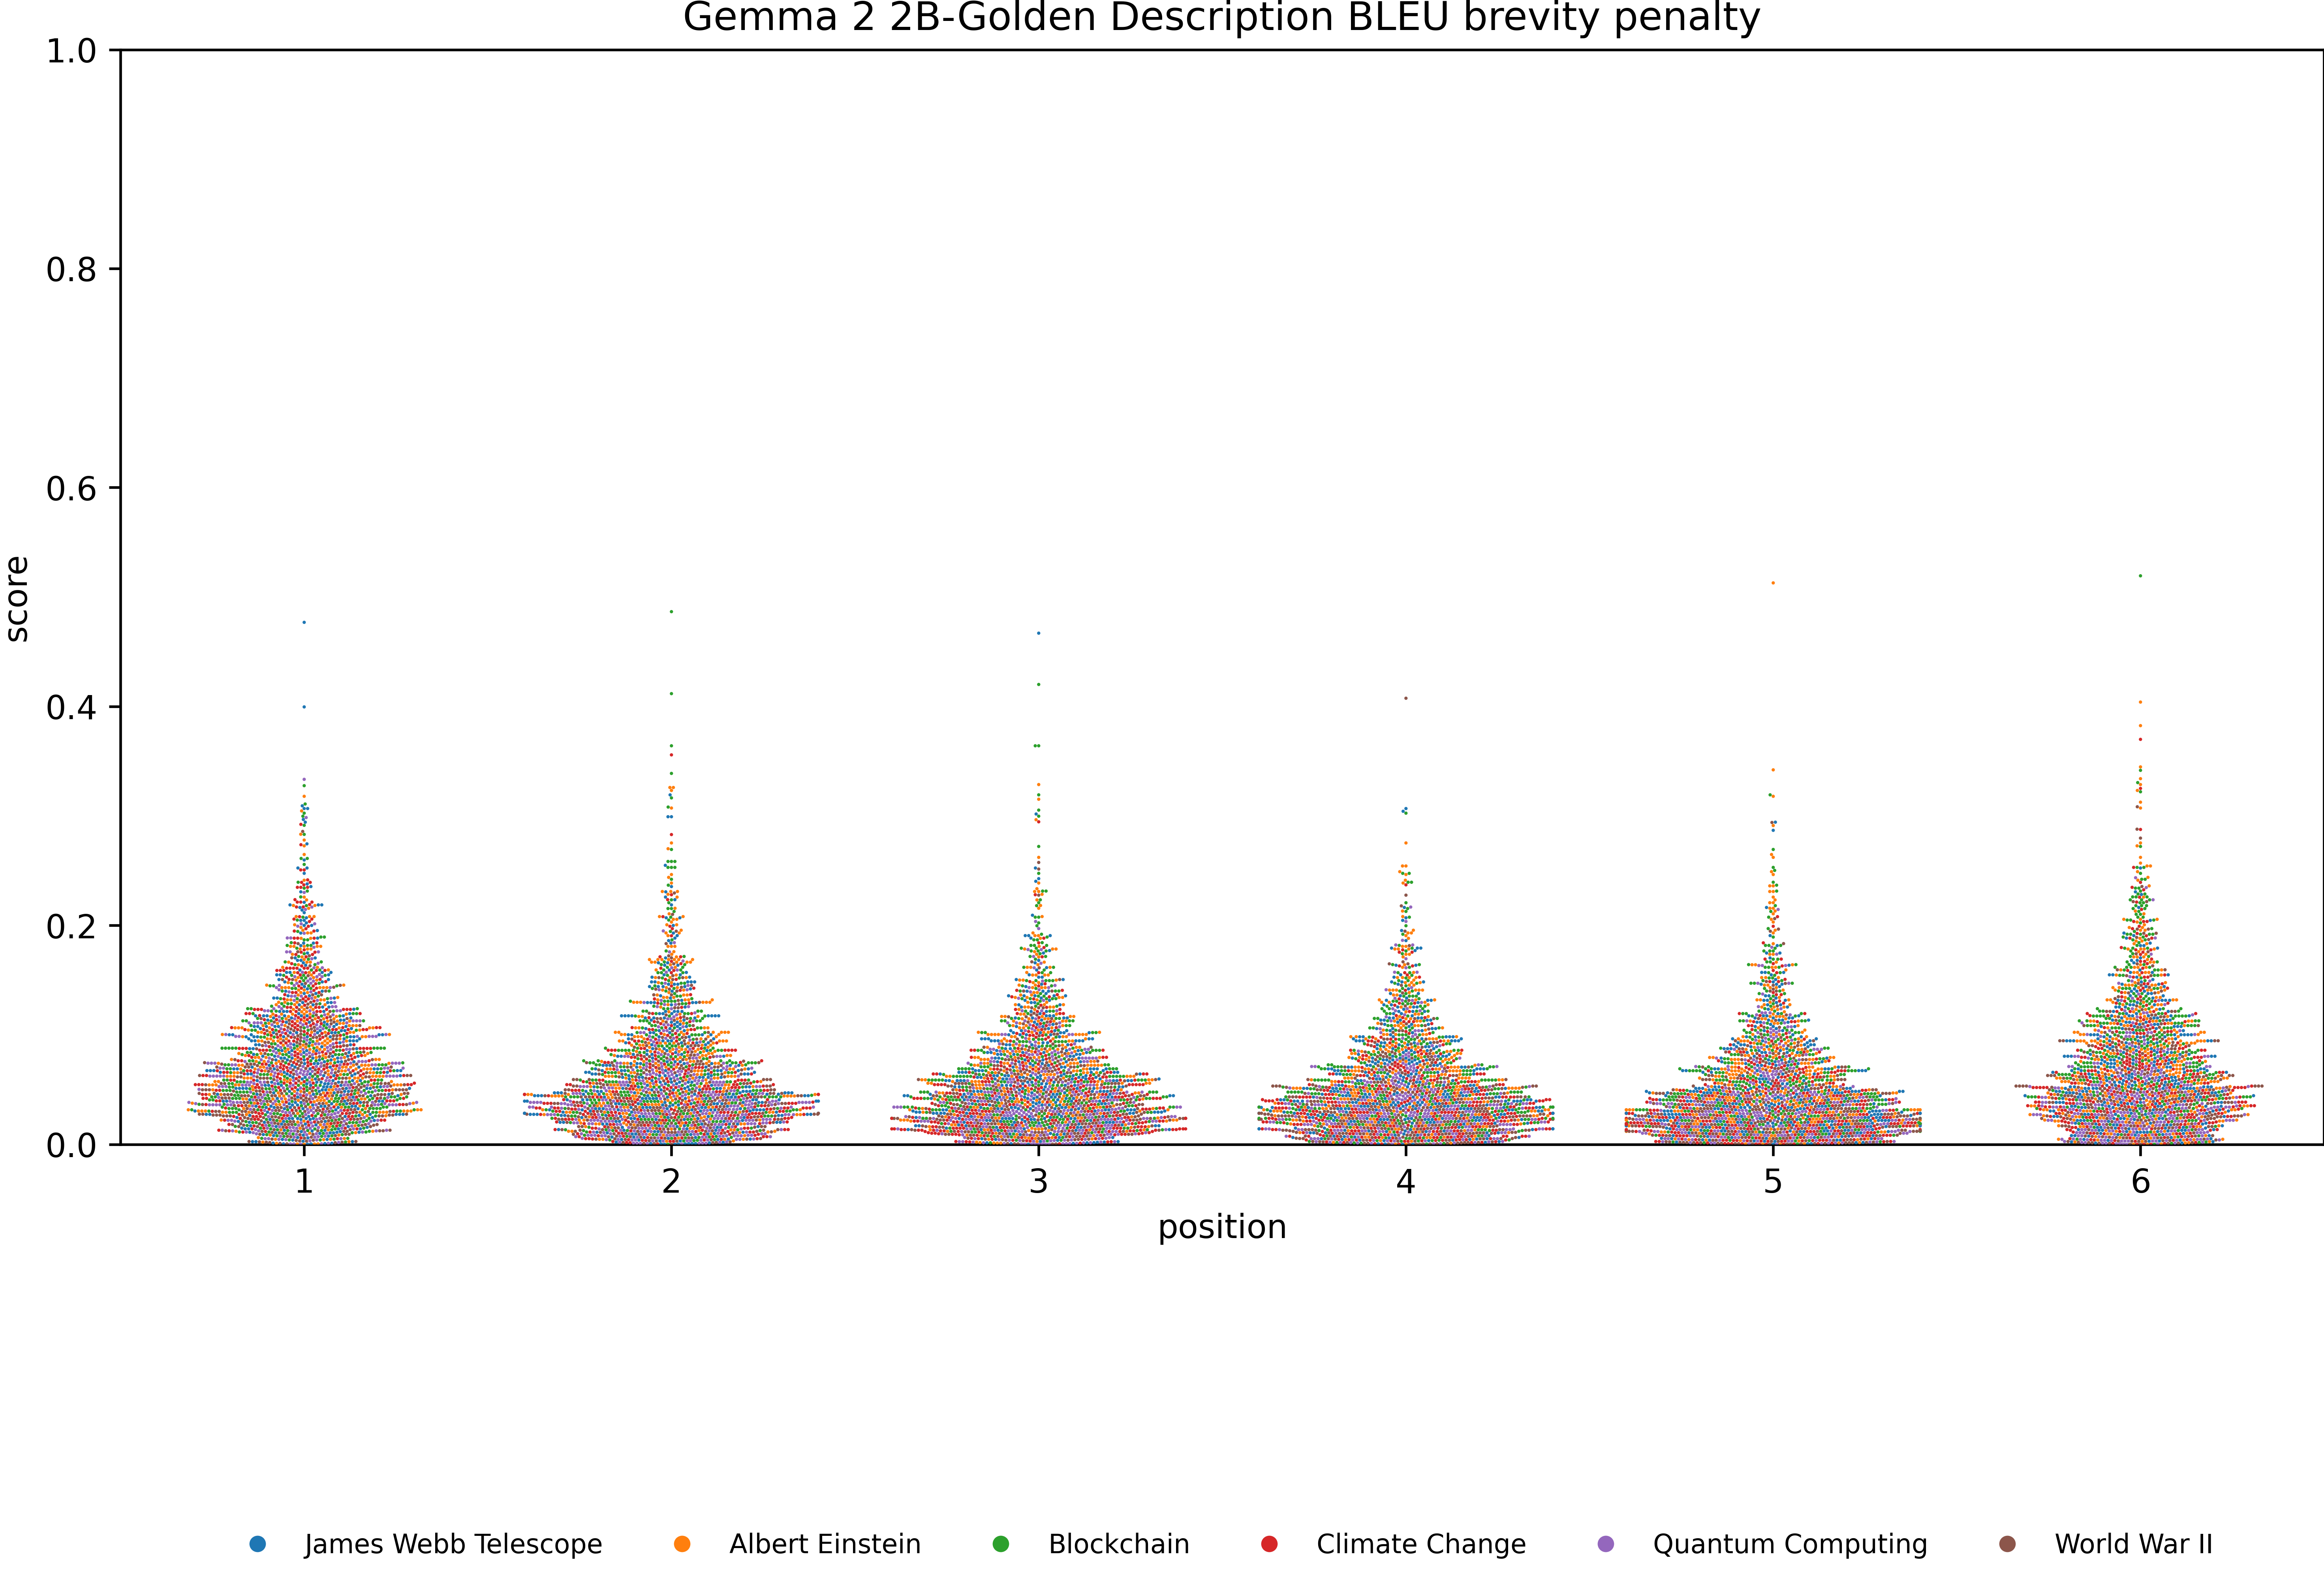 Gemma 2 2B-Golden Description BLEU brevity penalty
1.0
0.8
0.6
0.4
0.2
0.0
score
1 2 3 4 5 6
position
James Webb Telescope Albert Einstein Blockchain Climate Change Quantum Computing World War II